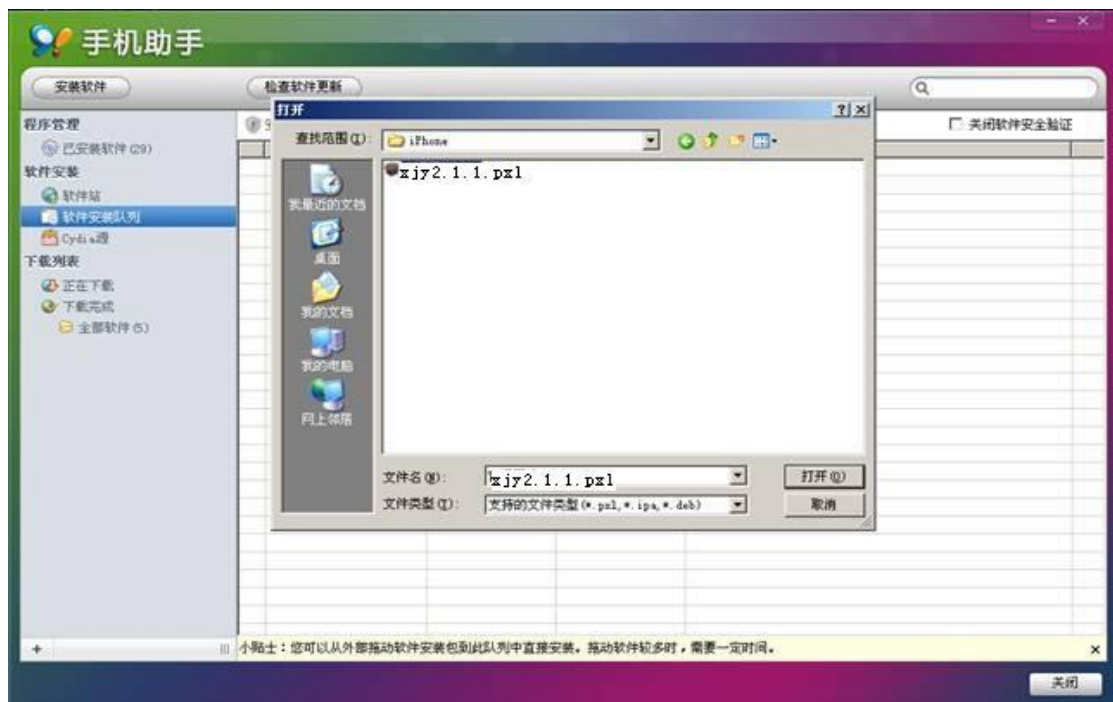 手机助手
安装软件
检查软件更新
程序管理
已安装软件 (29)
软件安装
软件站
软件安装队列
Cydia源
下载列表
正在下载
下载完成
全部软件 (5)
关闭软件安全验证
打开
查找范围(I):
iPhone
xjy2.1.1.pxl
我最近的文档
桌面
我的文档
我的电脑
网上邻居
文件名(N):
xjy2.1.1.pxl
打开(O)
文件类型(T):
支持的文件类型(*.pxl,*.ipa,*.deb)
取消
小贴士：您可以从外部拖动软件安装包到此队列中直接安装。拖动软件较多时，需要一定时间。
关闭